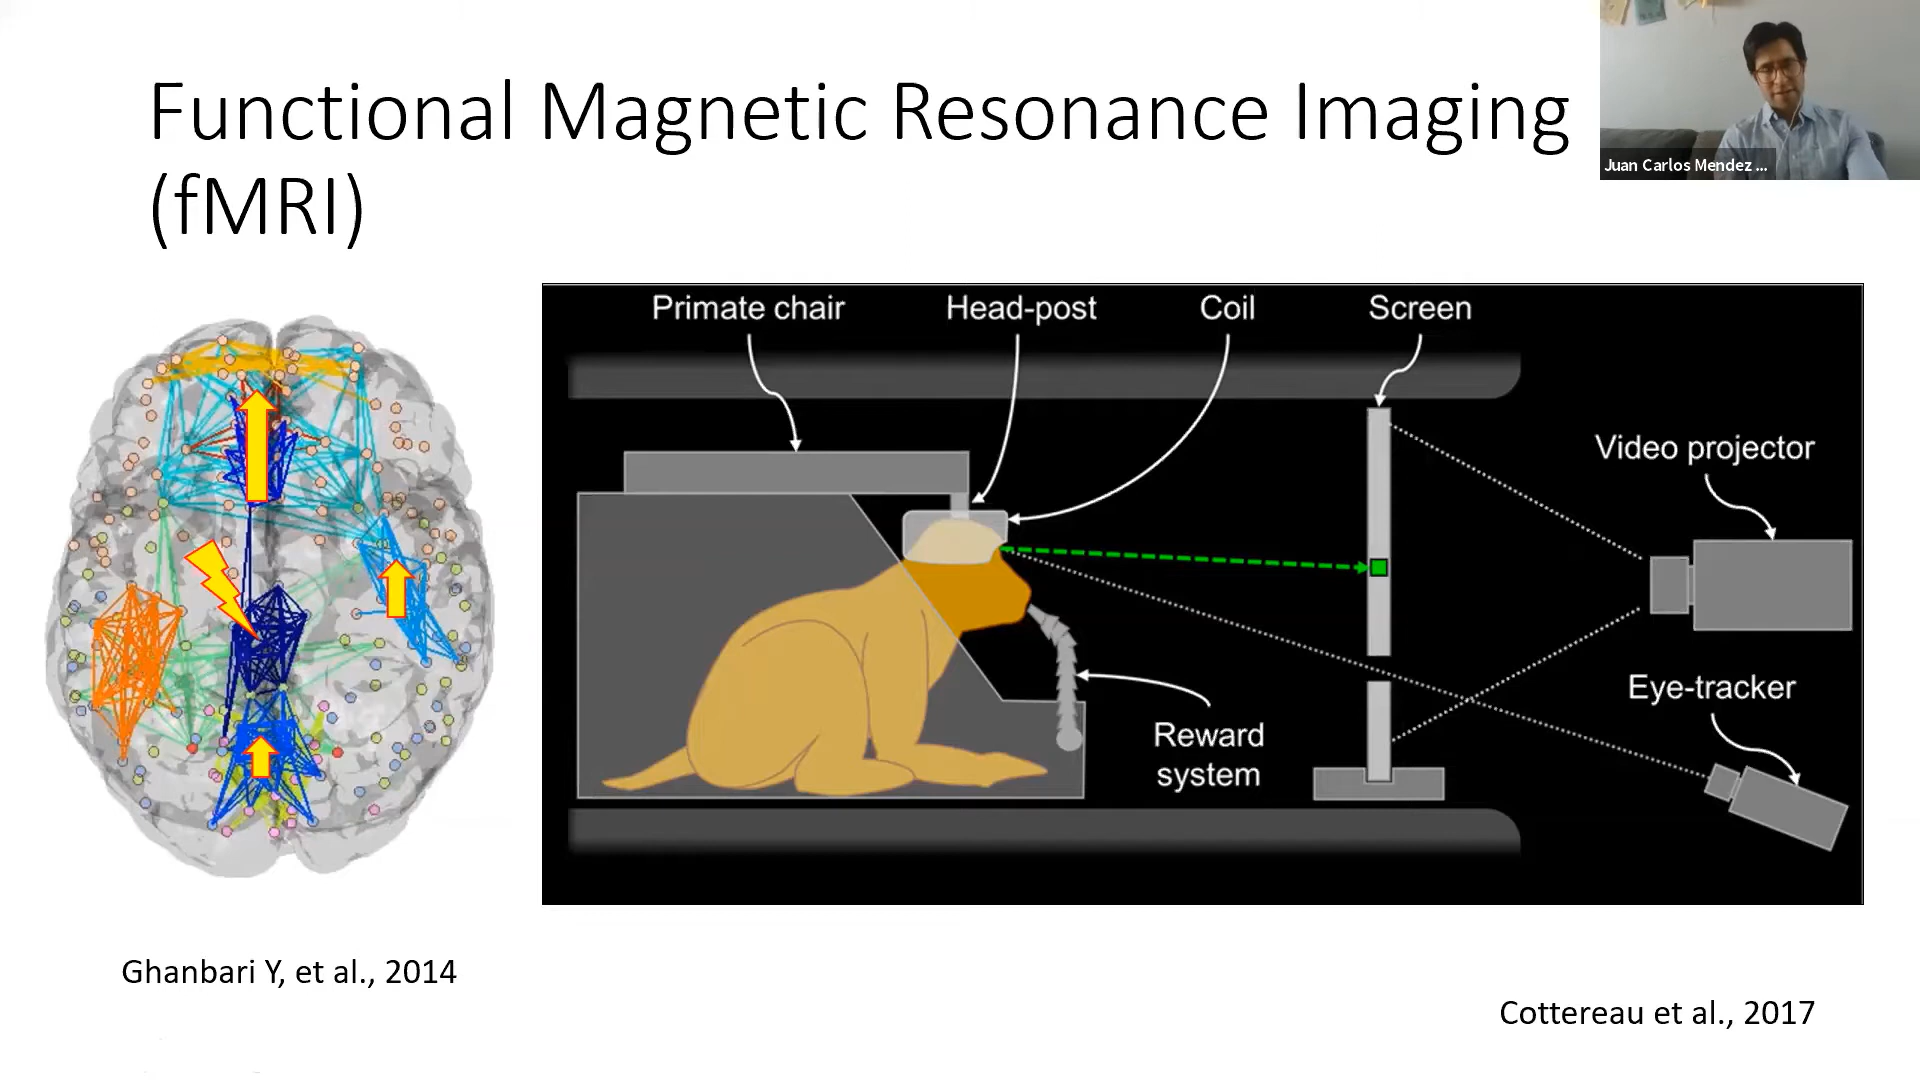 Functional Magnetic Resonance Imaging
(fMRI)
Juan Carlos Mendez ...
Primate chair
Head-post
Coil
Screen
Video projector
Eye-tracker
Reward
system
Ghanbari Y, et al., 2014
Cottereau et al., 2017